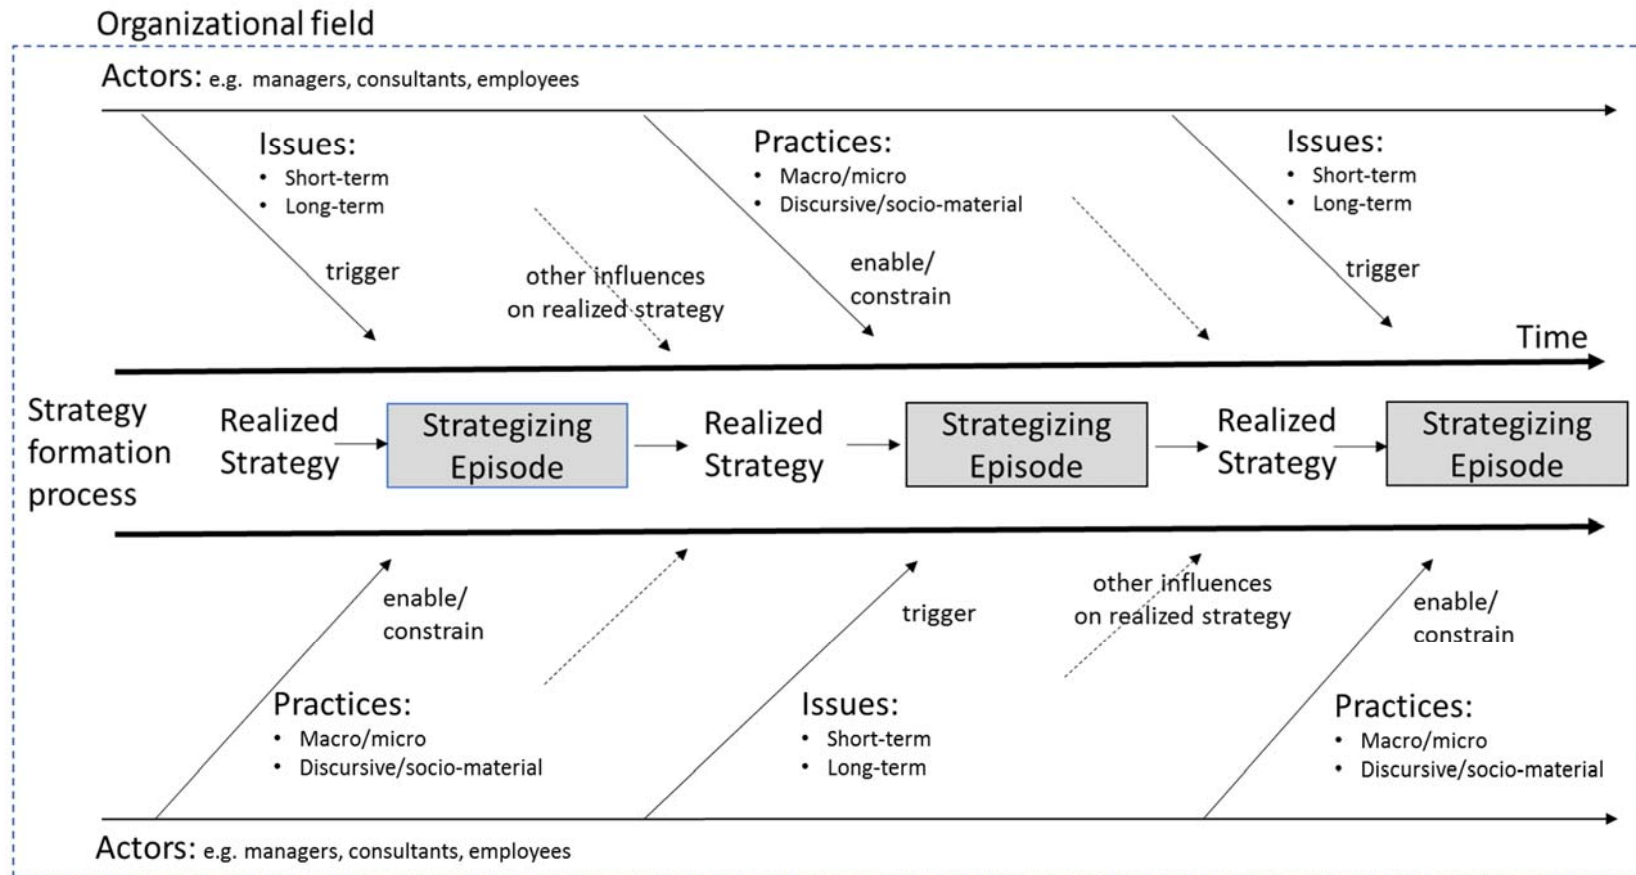 Organizational field
Actors: e.g. managers, consultants, employees
Issues:
• Short-term
• Long-term
trigger
other influences
on realized strategy
Practices:
• Macro/micro
• Discursive/socio-material
enable/
constrain
Issues:
• Short-term
• Long-term
trigger
Time
Strategy
formation
process
Realized
Strategy
Strategizing
Episode
Realized
Strategy
Strategizing
Episode
Realized
Strategy
Strategizing
Episode
enable/
constrain
Practices:
• Macro/micro
• Discursive/socio-material
trigger
Issues:
• Short-term
• Long-term
other influences
on realized strategy
enable/
constrain
Practices:
• Macro/micro
• Discursive/socio-material
Actors: e.g. managers, consultants, employees